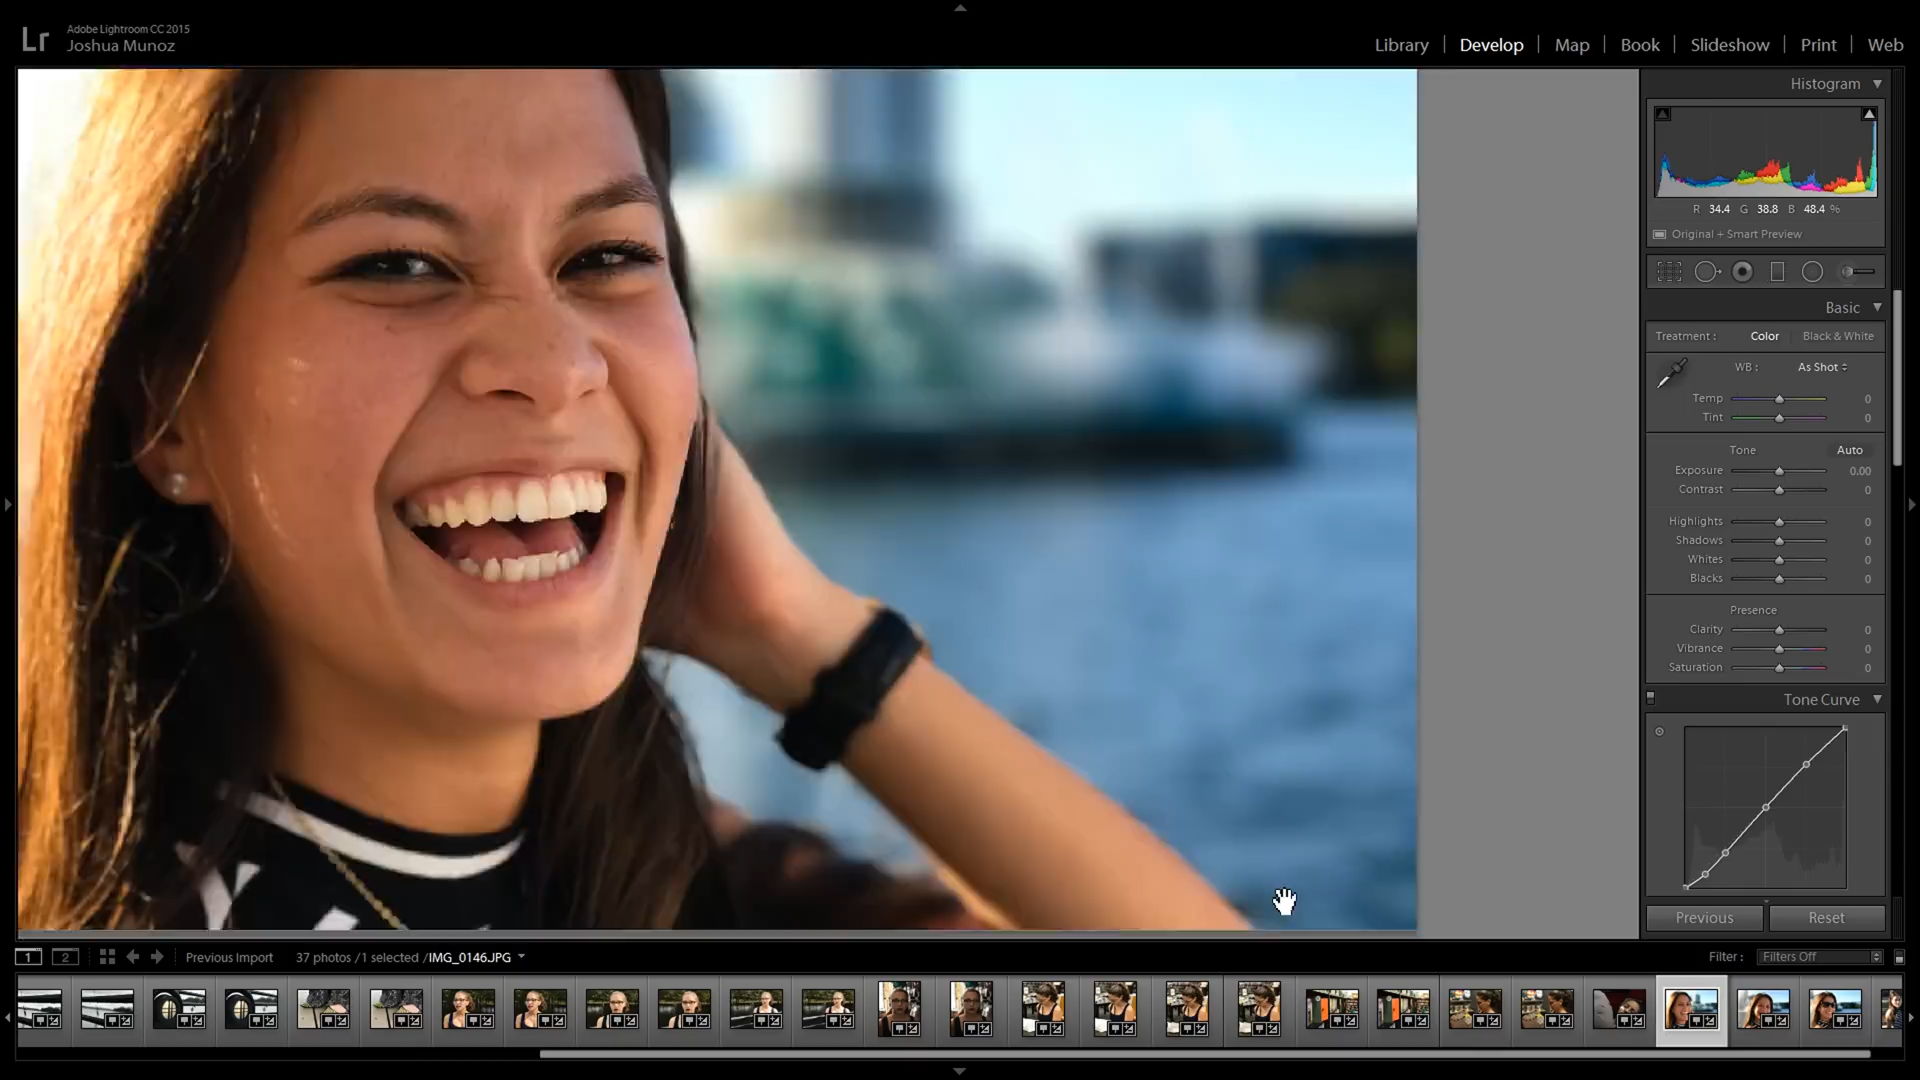 Lr
Adobe Lightroom CC 2015
Joshua Munoz
Library | Develop | Map | Book | Slideshow | Print | Web
Histogram
R 34.4 G 38.8 B 48.4 %
Original + Smart Preview
Basic
Treatment : Color Black & White
WB : As Shot
Temp 0
Tint 0
Tone Auto
Exposure 0.00
Contrast 0
Highlights 0
Shadows 0
Whites 0
Blacks 0
Presence
Clarity 0
Vibrance 0
Saturation 0
Tone Curve
Previous Reset
1 2 Previous Import 37 photos /1 selected /IMG_0146.JPG Filter : Filters Off